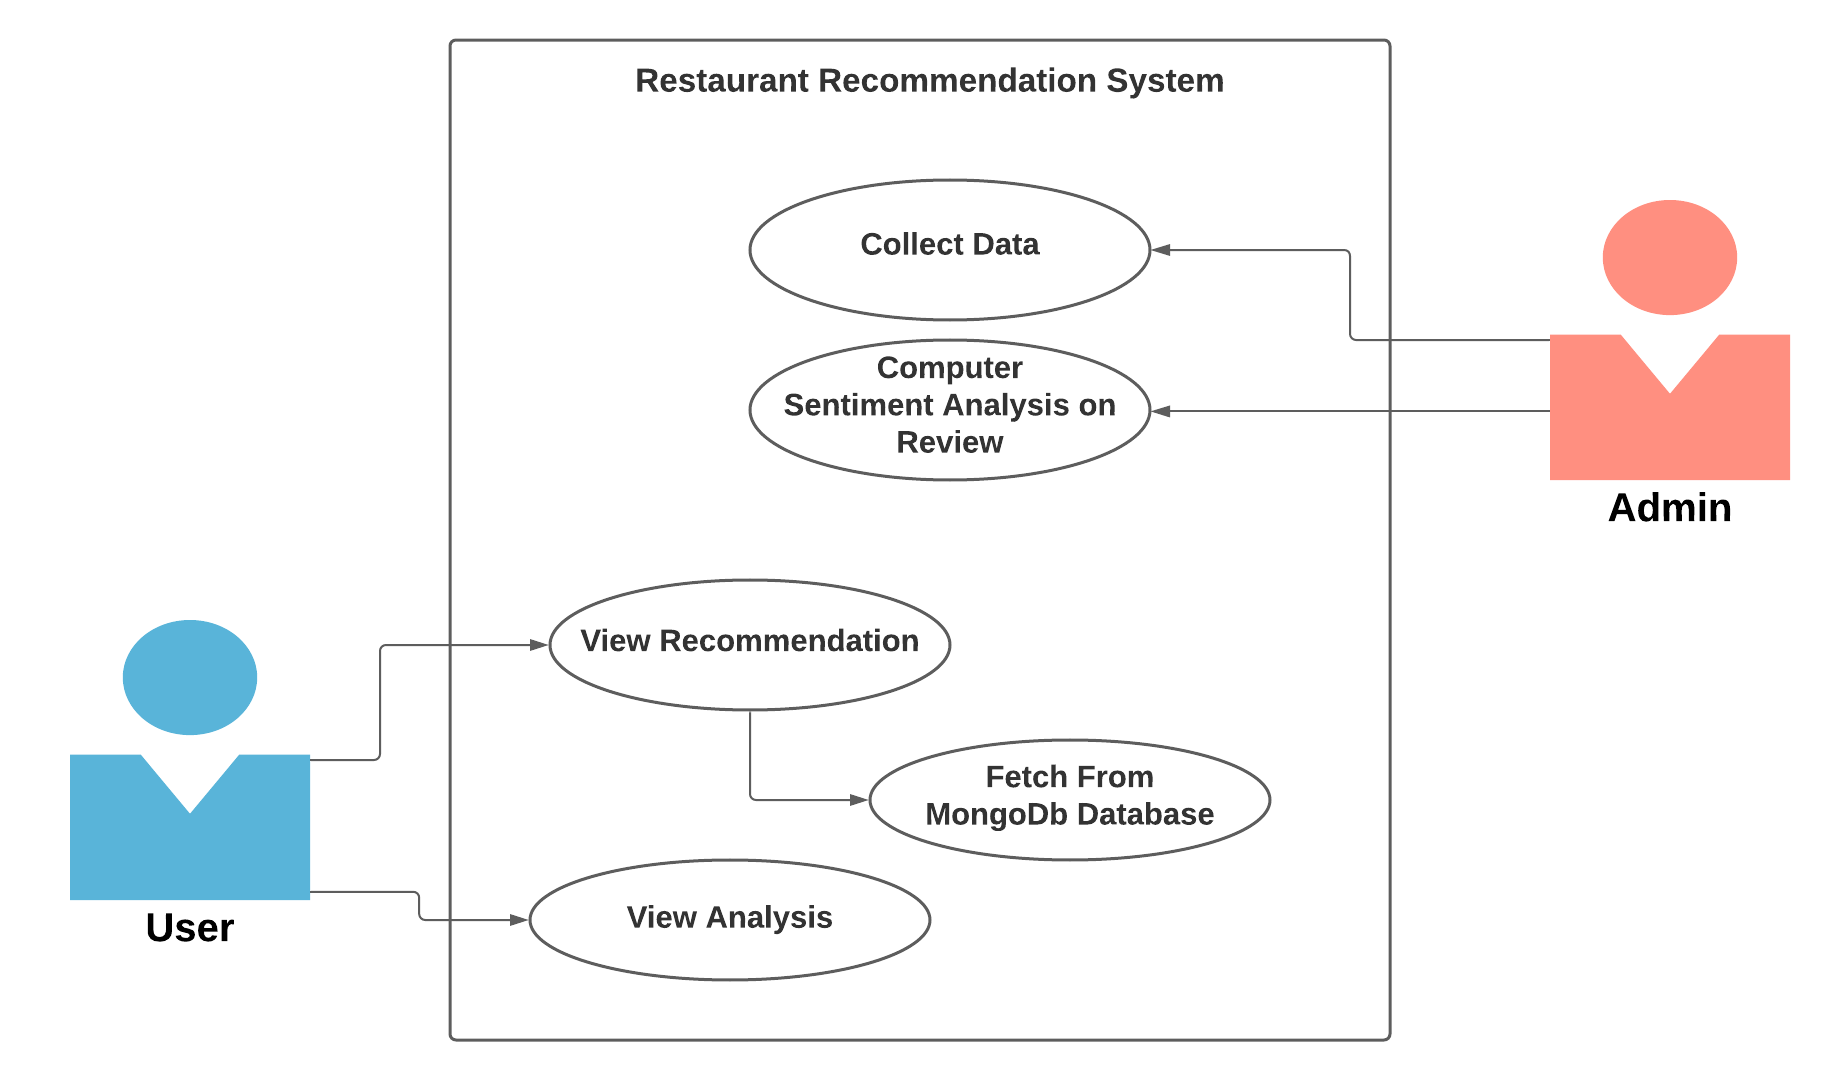 Restaurant Recommendation System
Collect Data
Computer
Sentiment Analysis on
Review
Admin
View Recommendation
Fetch From
MongoDb Database
View Analysis
User